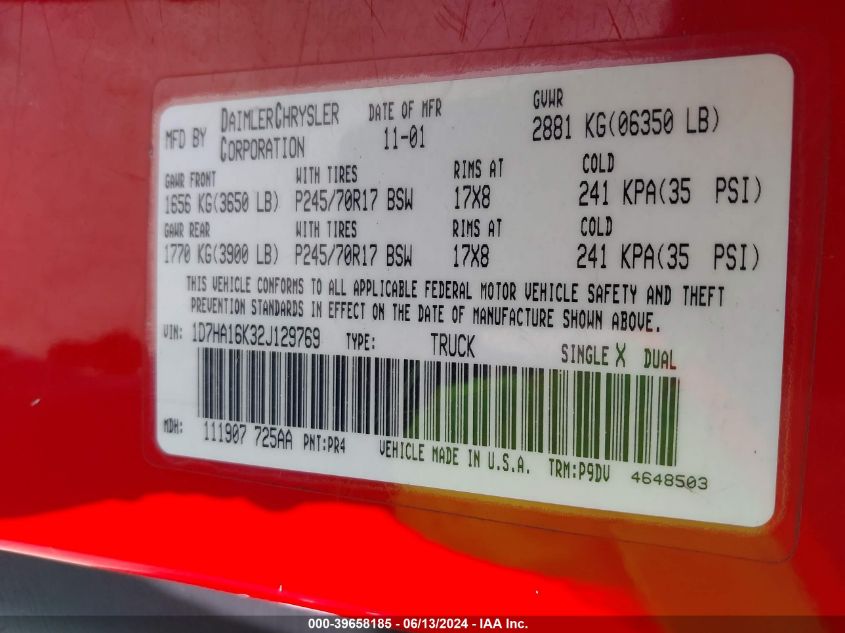 MFD BY DAIMLERCHRYSLER CORPORATION DATE OF MFR 11-01 GVWR 2881 KG(06350 LB)
GAWR FRONT WITH TIRES RIMS AT COLD
1656 KG(3650 LB) P245/70R17 BSW 17X8 241 KPA(35 PSI)
GAWR REAR WITH TIRES RIMS AT COLD
1770 KG(3900 LB) P245/70R17 BSW 17X8 241 KPA(35 PSI)
THIS VEHICLE CONFORMS TO ALL APPLICABLE FEDERAL MOTOR VEHICLE SAFETY AND THEFT
PREVENTION STANDARDS IN EFFECT ON THE DATE OF MANUFACTURE SHOWN ABOVE.
VIN: 1D7HA16K32J129769 TYPE: TRUCK SINGLE X DUAL
MDH: 111907 725AA PNT:PR4 VEHICLE MADE IN U.S.A. TRM:P9DV 4648503
000-39658185 - 06/13/2024 - IAA Inc.